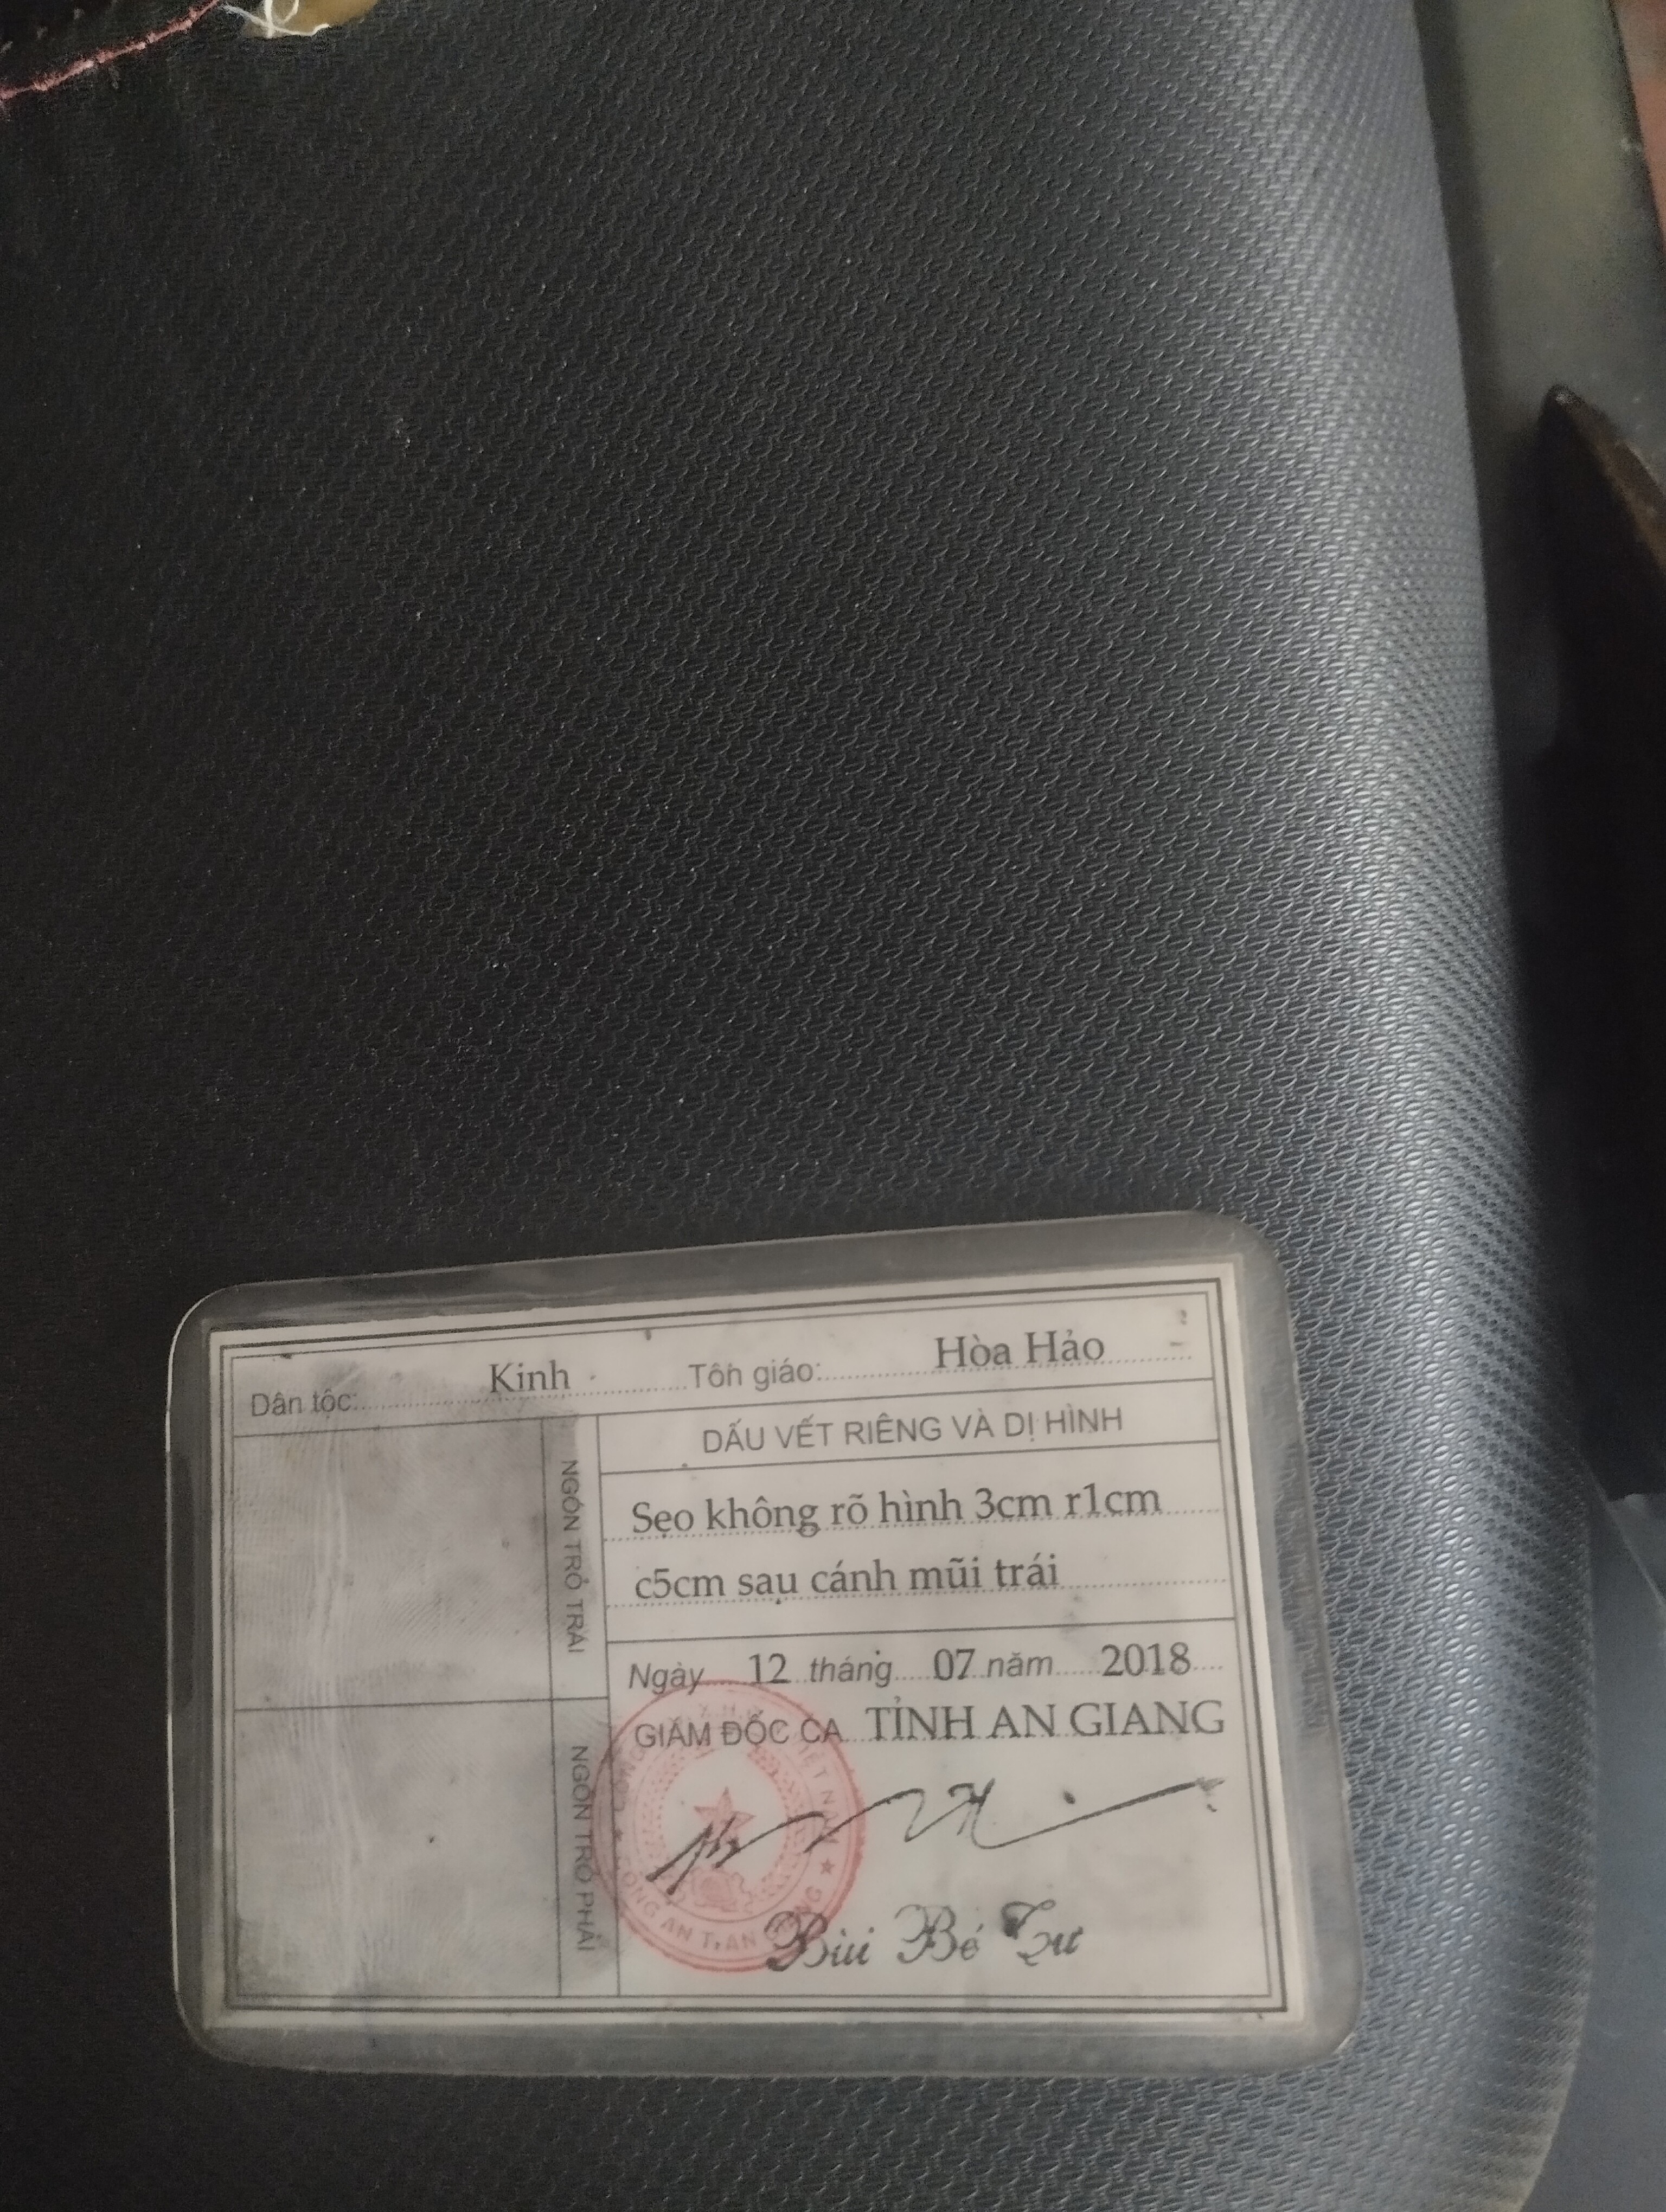 Dân tộc: Kinh Tôn giáo: Hòa Hảo
DẤU VẾT RIÊNG VÀ DỊ HÌNH
NGÓN TRỎ TRÁI
Sẹo không rõ hình 3cm r1cm
c5cm sau cánh mũi trái
Ngày 12 tháng 07 năm 2018
GIÁM ĐỐC CA TỈNH AN GIANG
NGÓN TRỎ PHẢI
Bùi Bé Tư